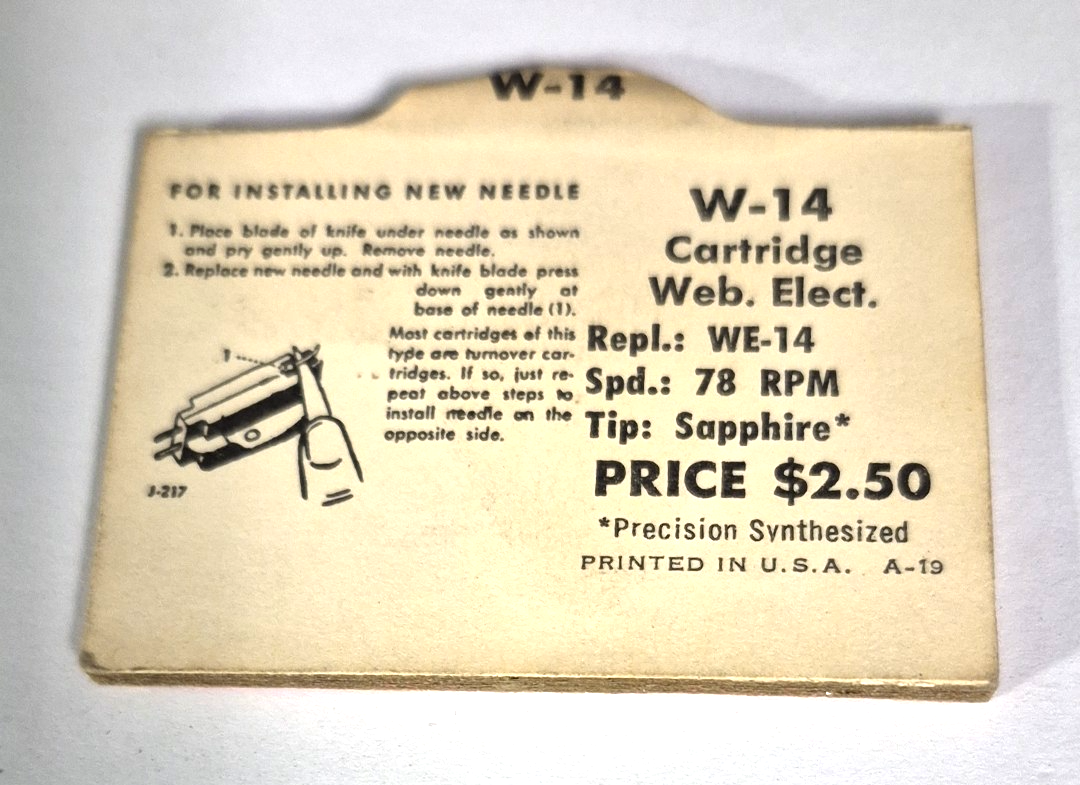 W-14
FOR INSTALLING NEW NEEDLE
1. Place blade of knife under needle as shown
and pry gently up. Remove needle.
2. Replace new needle and with knife blade press
down gently at
base of needle (1).
Most cartridges of this
type are turnover car-
tridges. If so, just re-
peat above steps to
install needle on the
opposite side.
1
J-217
W-14
Cartridge
Web. Elect.
Repl.: WE-14
Spd.: 78 RPM
Tip: Sapphire*
PRICE $2.50
*Precision Synthesized
PRINTED IN U.S.A. A-19